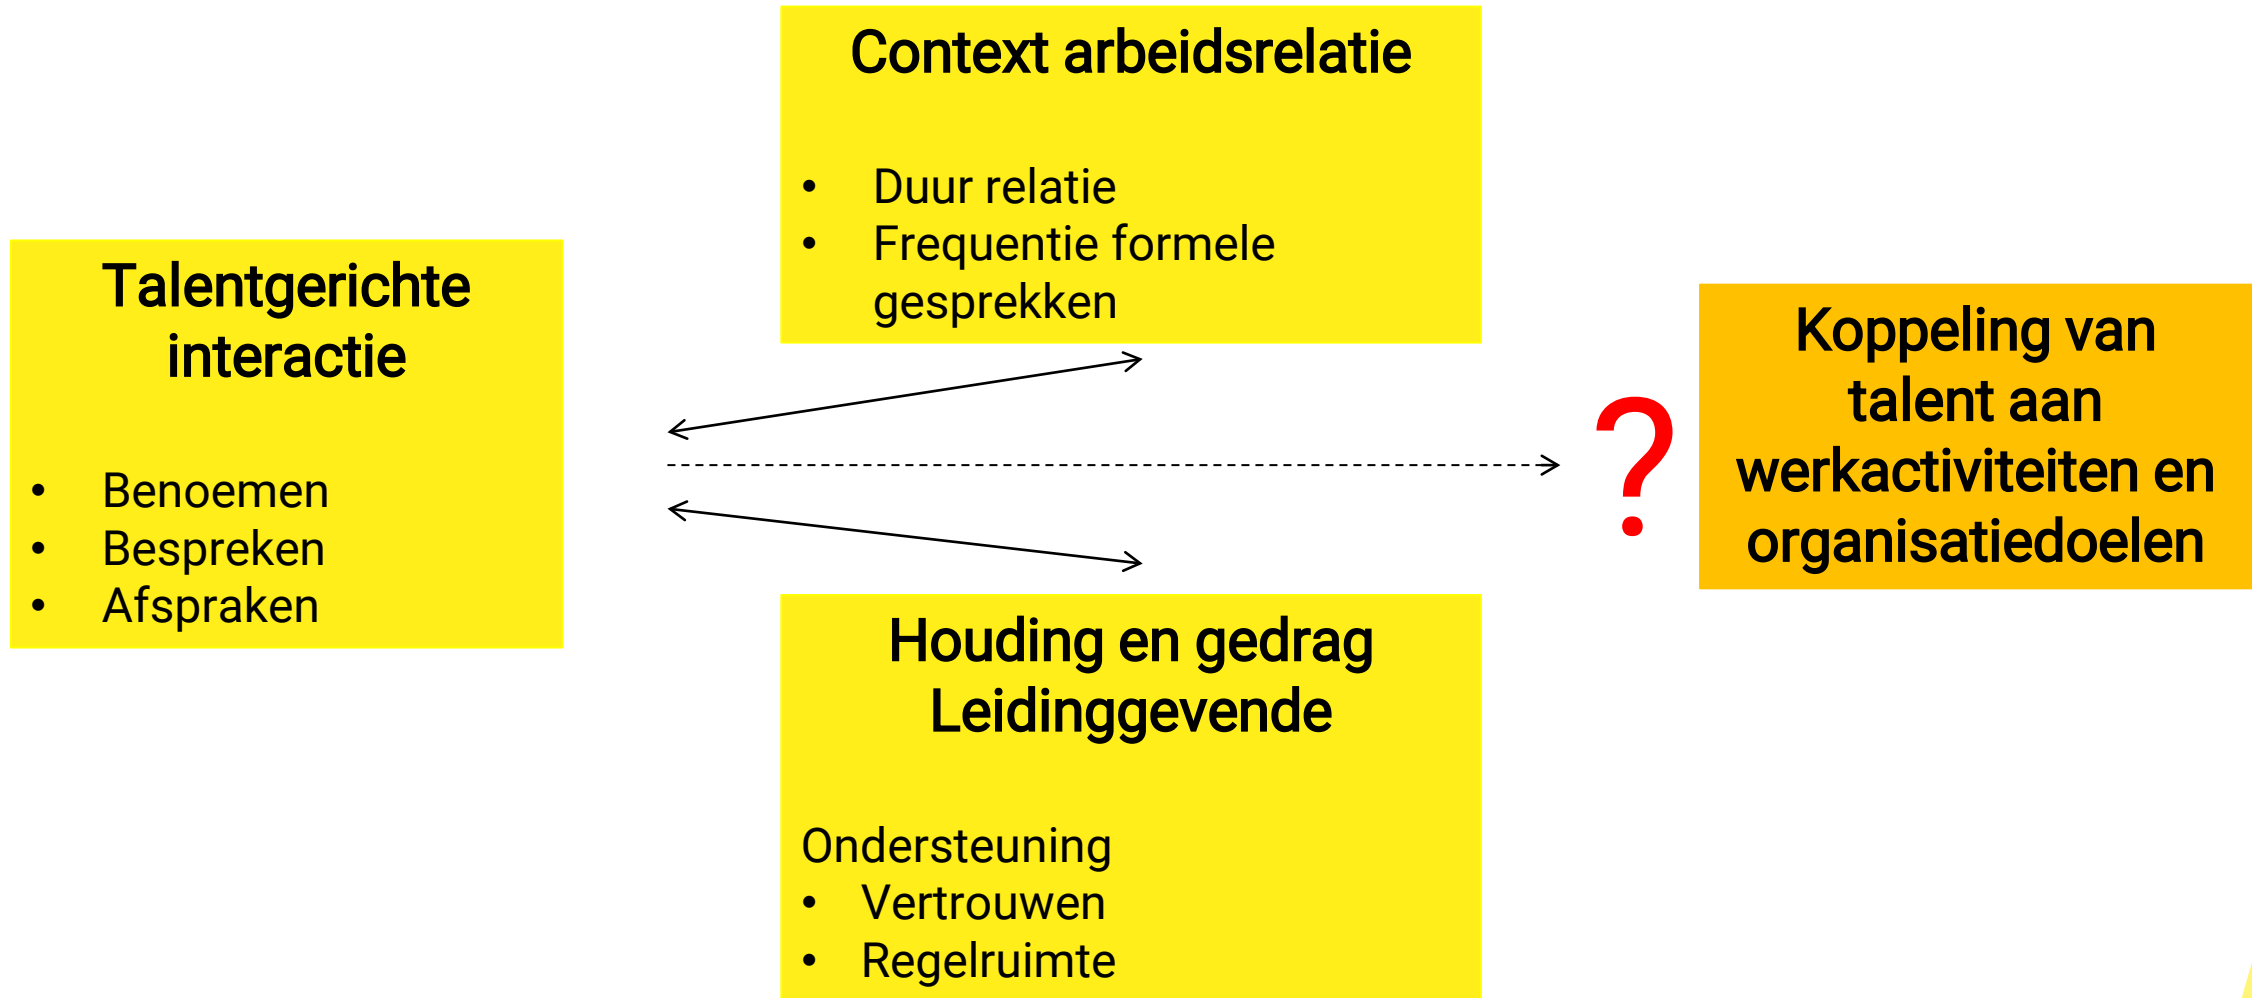 Context arbeidsrelatie
• Duur relatie
• Frequentie formele
gesprekken
Talentgerichte
interactie
• Benoemen
• Bespreken
• Afspraken
?
Koppeling van
talent aan
werkactiviteiten en
organisatiedoelen
Houding en gedrag
Leidinggevende
Ondersteuning
• Vertrouwen
• Regelruimte